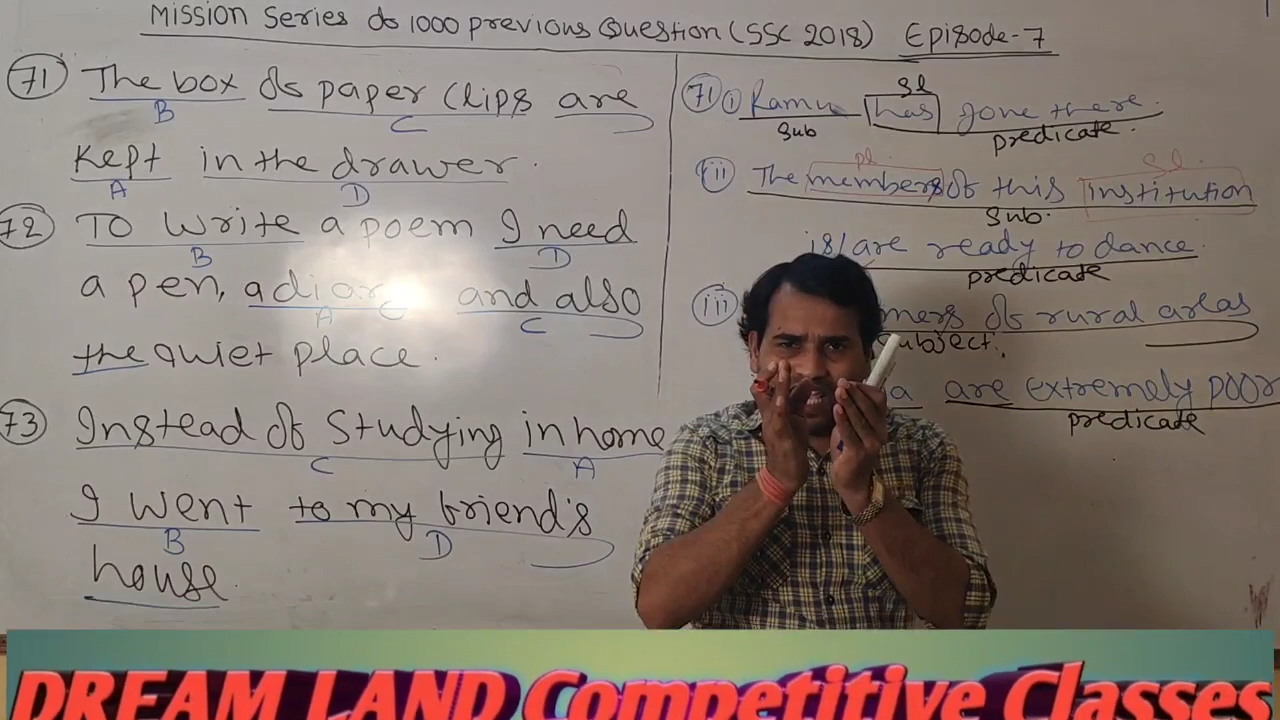 Mission Series of 1000 previous Question (SSC 2018) Episode-7
71 The box of paper clips are
B C
kept in the drawer.
A D
72 To write a poem I need
B D
a pen, a diary and also
A C
the quiet place.
73 Instead of studying in home
C A
I went to my friend's
B D
house.
sl
71 i Ramu has gone there.
sub predicate.
pl. sl.
ii The members of this institution
sub.
is/are ready to dance.
predicate
iii mers of rural areas
subject.
a are extremely poor
predicate
DREAM LAND Competitive Classes